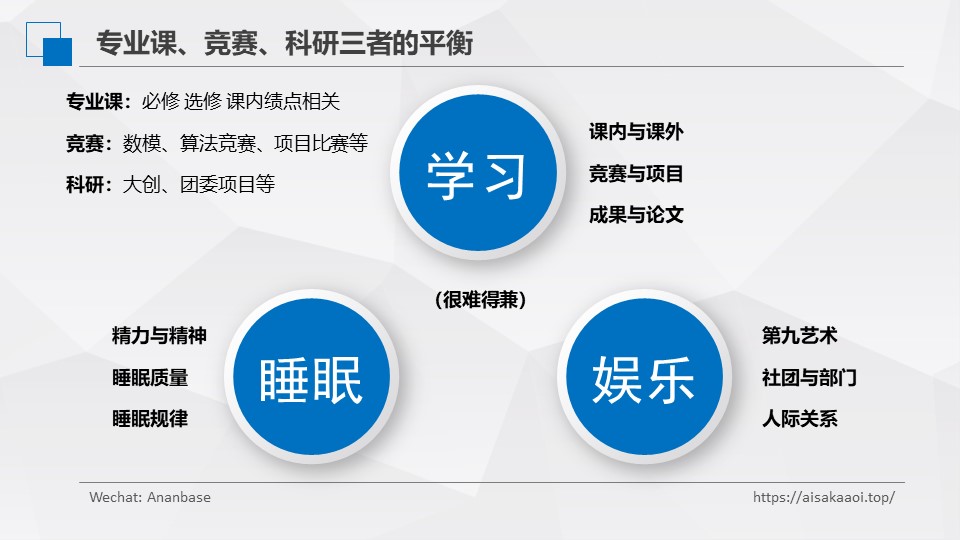 专业课、竞赛、科研三者的平衡
专业课：必修 选修 课内绩点相关
竞赛：数模、算法竞赛、项目比赛等
科研：大创、团委项目等
学习
课内与课外
竞赛与项目
成果与论文
（很难得兼）
精力与精神
睡眠质量
睡眠规律
睡眠
娱乐
第九艺术
社团与部门
人际关系
Wechat: Ananbase
https://aisakaaoi.top/